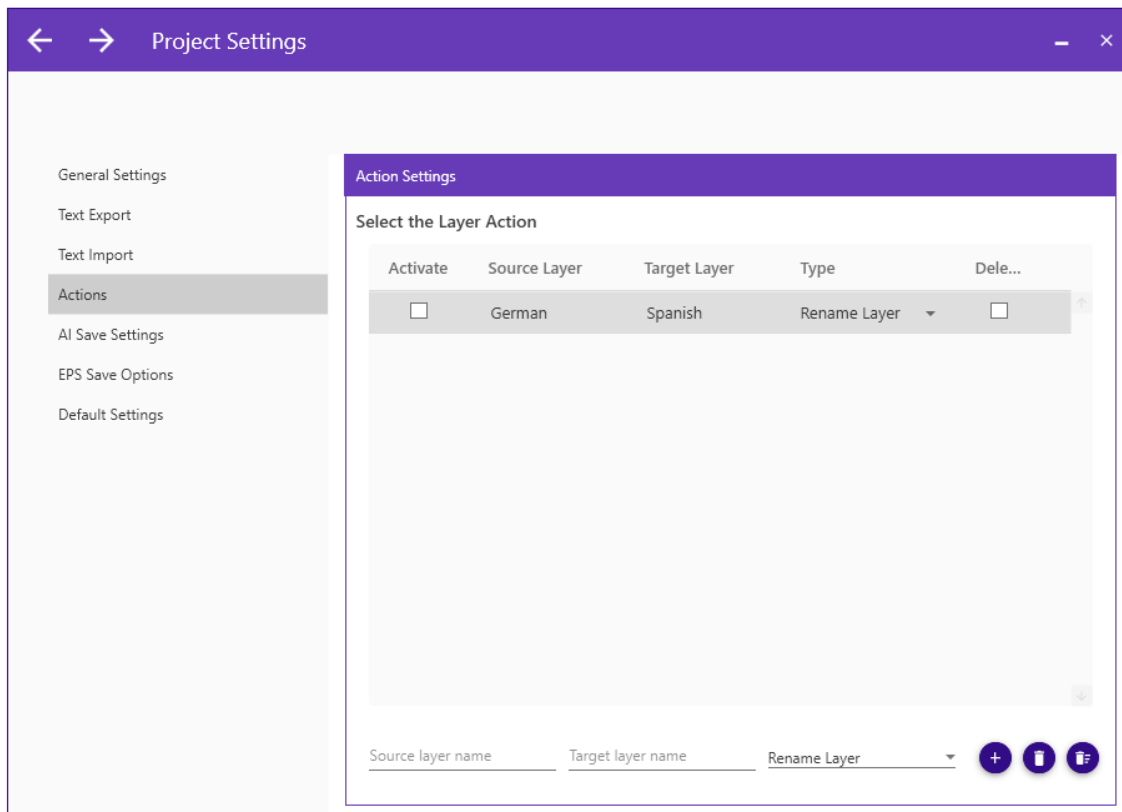 Project Settings
General Settings
Text Export
Text Import
Actions
AI Save Settings
EPS Save Options
Default Settings
Action Settings
Select the Layer Action
Activate Source Layer Target Layer Type Dele...
German Spanish Rename Layer
Source layer name Target layer name Rename Layer